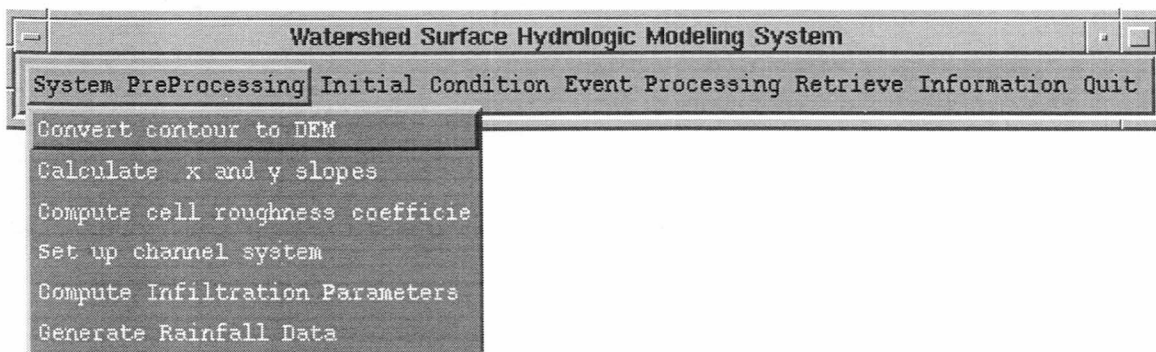 Watershed Surface Hydrologic Modeling System
System PreProcessing Initial Condition Event Processing Retrieve Information Quit
Convert contour to DEM
Calculate x and y slopes
Compute cell roughness coefficie
Set up channel system
Compute Infiltration Parameters
Generate Rainfall Data